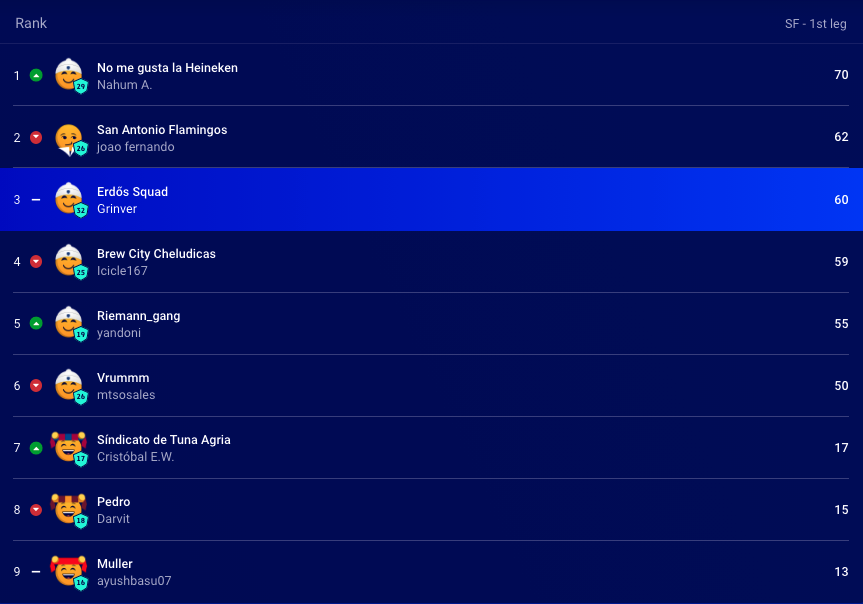 Rank SF - 1st leg
1 29 No me gusta la Heineken 70
Nahum A.
2 26 San Antonio Flamingos 62
joao fernando
3 32 Erdős Squad 60
Grinver
4 25 Brew City Cheludicas 59
Icicle167
5 19 Riemann_gang 55
yandoni
6 26 Vrummm 50
mtsosales
7 17 Síndicato de Tuna Agria 17
Cristóbal E.W.
8 18 Pedro 15
Darvit
9 16 Muller 13
ayushbasu07